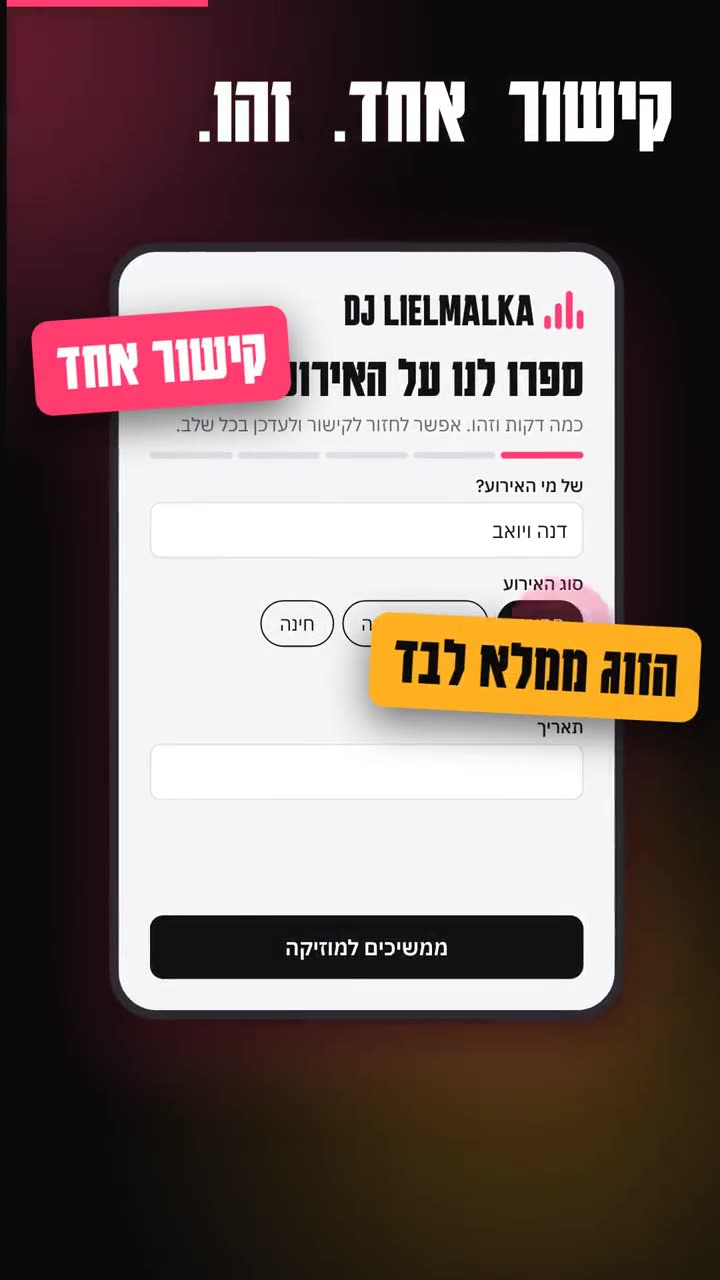 קישור אחד. זהו.
DJ LIELMALKA
קישור אחד
ספרו לנו על
כמה דקות וזהו. אפשר לחזור לקישור ולעדכן בכל שלב.
של מי האירוע?
דנה ויואב
סוג האירוע
חינה
הזוג ממלא לבד
תאריך
ממשיכים למוזיקה